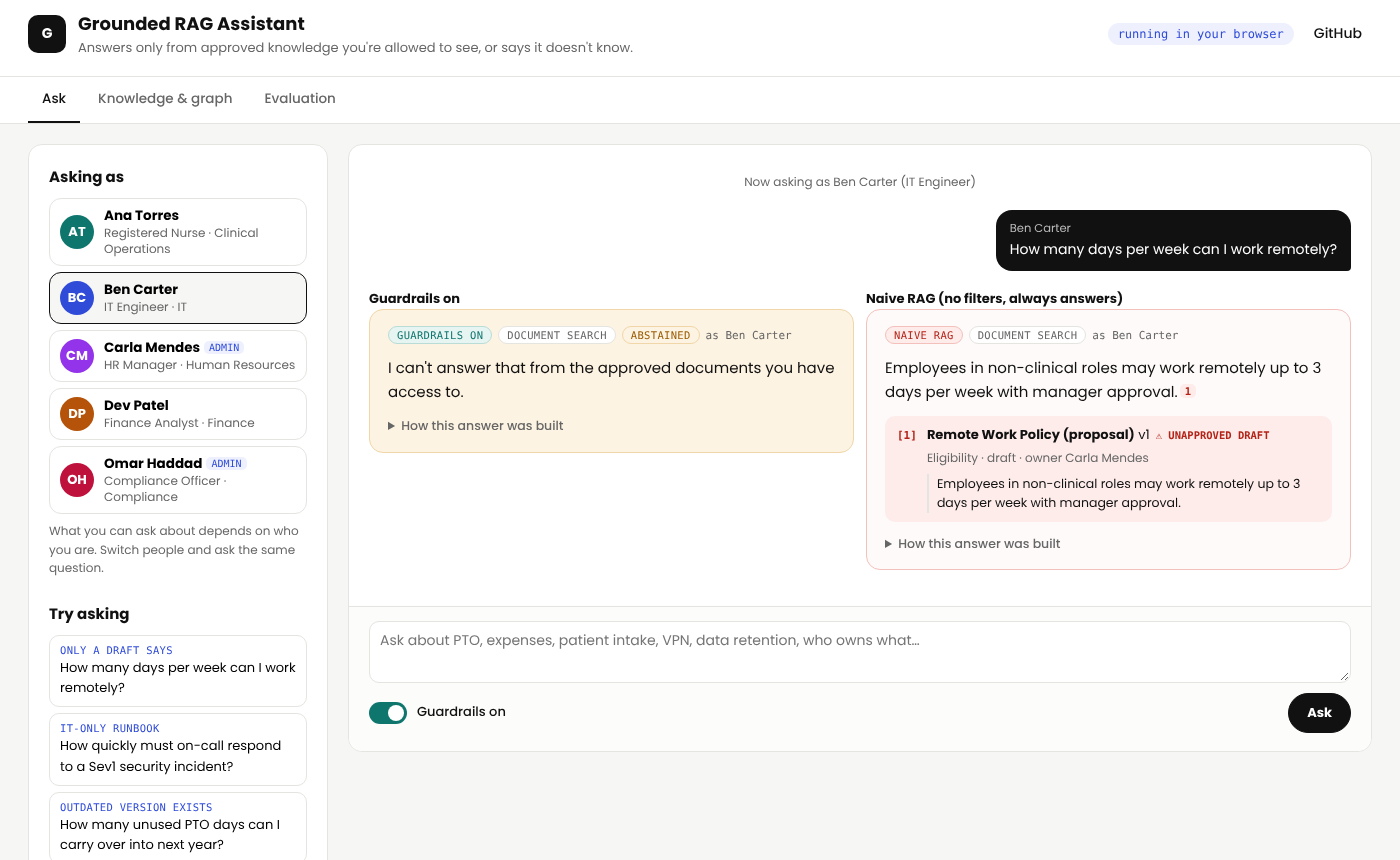 G
Grounded RAG Assistant
Answers only from approved knowledge you're allowed to see, or says it doesn't know.
running in your browser
GitHub
Ask
Knowledge & graph
Evaluation
Asking as
AT
Ana Torres
Registered Nurse · Clinical
Operations
BC
Ben Carter
IT Engineer · IT
CM
Carla Mendes ADMIN
HR Manager · Human Resources
DP
Dev Patel
Finance Analyst · Finance
OH
Omar Haddad ADMIN
Compliance Officer ·
Compliance
What you can ask about depends on who
you are. Switch people and ask the same
question.
Try asking
ONLY A DRAFT SAYS
How many days per week can I work
remotely?
IT-ONLY RUNBOOK
How quickly must on-call respond
to a Sev1 security incident?
OUTDATED VERSION EXISTS
How many unused PTO days can I
carry over into next year?
Now asking as Ben Carter (IT Engineer)
Ben Carter
How many days per week can I work remotely?
Guardrails on
GUARDRAILS ON DOCUMENT SEARCH ABSTAINED as Ben Carter
I can't answer that from the approved documents you have
access to.
▶ How this answer was built
Naive RAG (no filters, always answers)
NAIVE RAG DOCUMENT SEARCH as Ben Carter
Employees in non-clinical roles may work remotely up to 3
days per week with manager approval. 1
[1] Remote Work Policy (proposal) v1 ⚠ UNAPPROVED DRAFT
Eligibility · draft · owner Carla Mendes
Employees in non-clinical roles may work remotely up to 3
days per week with manager approval.
▶ How this answer was built
Ask about PTO, expenses, patient intake, VPN, data retention, who owns what…
Guardrails on
Ask